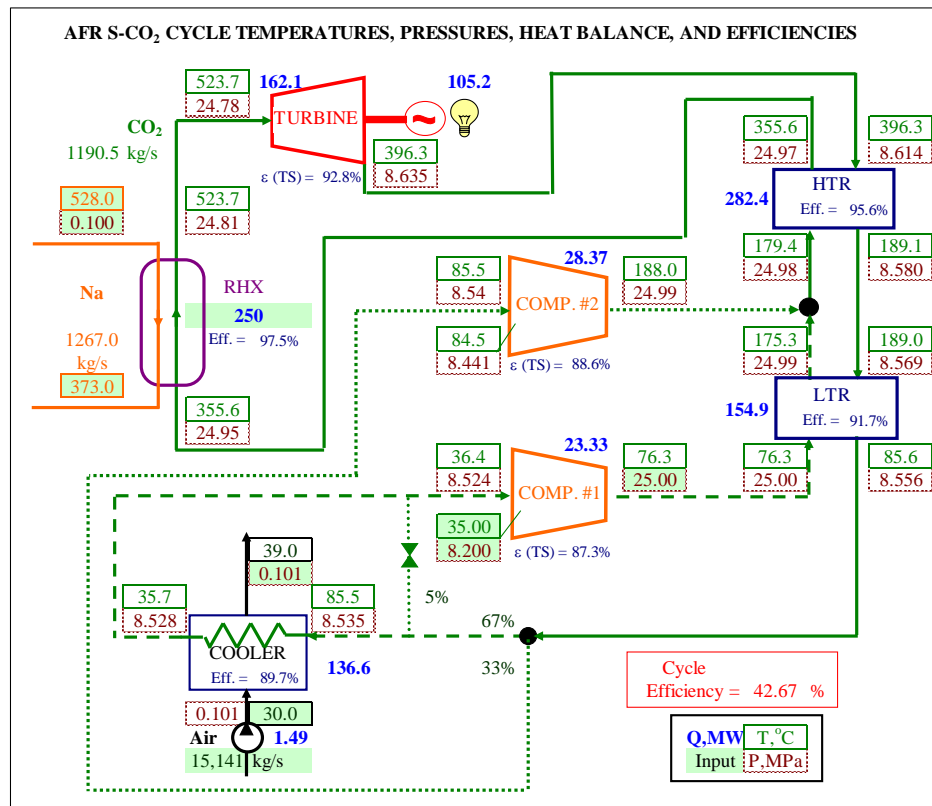 AFR S-CO₂ CYCLE TEMPERATURES, PRESSURES, HEAT BALANCE, AND EFFICIENCIES
523.7
24.78
162.1
105.2
TURBINE
~
CO₂
1190.5 kg/s
396.3
8.635
ε (TS) = 92.8%
355.6
24.97
396.3
8.614
HTR
Eff. = 95.6%
282.4
528.0
0.100
523.7
24.81
179.4
24.98
189.1
8.580
Na
1267.0
kg/s
373.0
RHX
250
Eff. = 97.5%
28.37
85.5
8.54
188.0
24.99
COMP. #2
84.5
8.441
ε (TS) = 88.6%
175.3
24.99
189.0
8.569
LTR
Eff. = 91.7%
154.9
355.6
24.95
23.33
36.4
8.524
76.3
25.00
76.3
25.00
85.6
8.556
COMP. #1
35.00
8.200
ε (TS) = 87.3%
39.0
0.101
35.7
8.528
85.5
8.535
5%
67%
33%
COOLER
Eff. = 89.7%
136.6
0.101
30.0
Air
1.49
15,141 kg/s
Cycle
Efficiency = 42.67 %
Q,MW
T,°C
Input
P,MPa